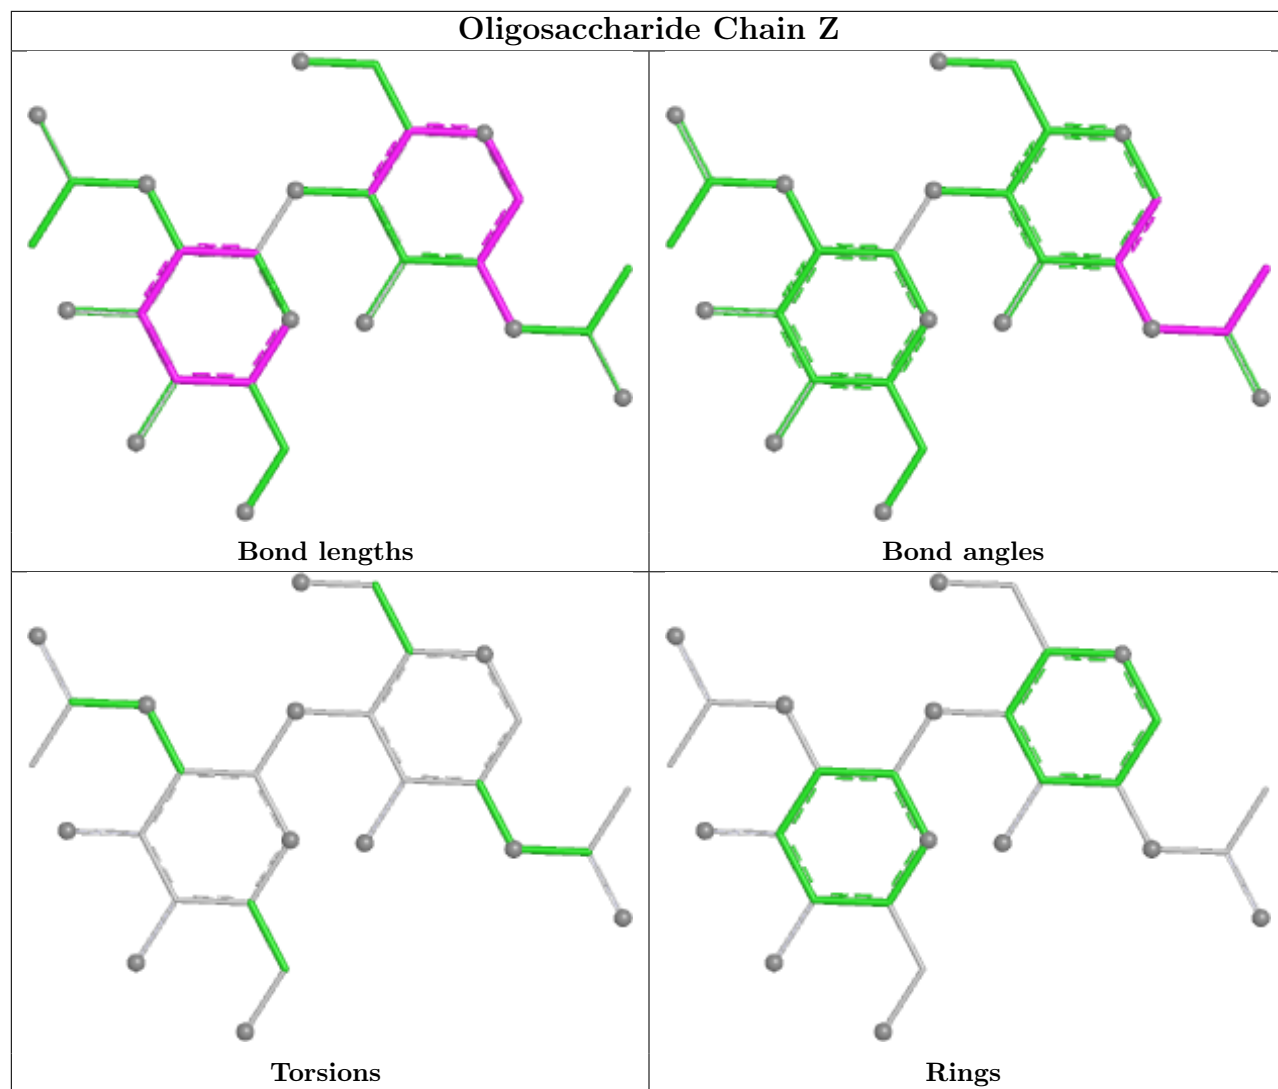 Oligosaccharide Chain Z
Bond lengths
Bond angles
Torsions
Rings